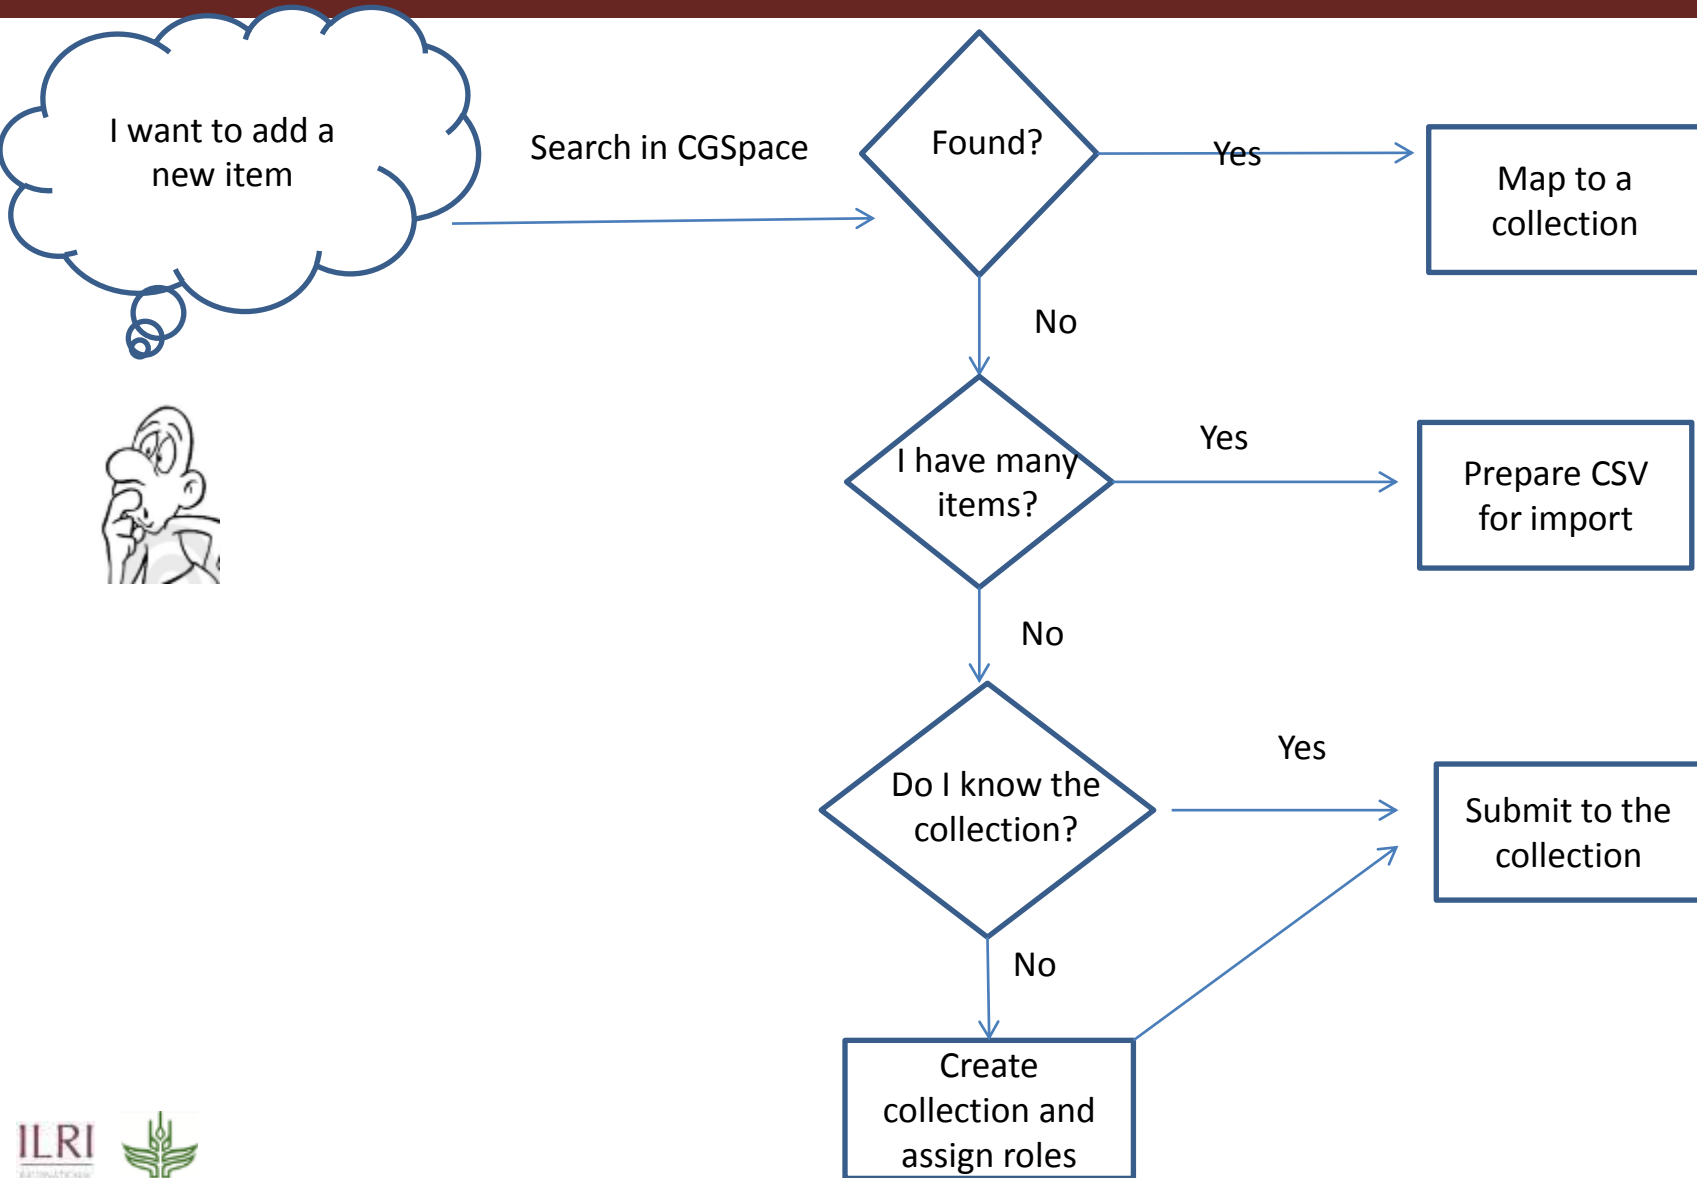 I want to add a
new item
Search in CGSpace
Found?
Yes
Map to a
collection
No
I have many
items?
Yes
Prepare CSV
for import
No
Do I know the
collection?
Yes
Submit to the
collection
No
Create
collection and
assign roles
ILRI